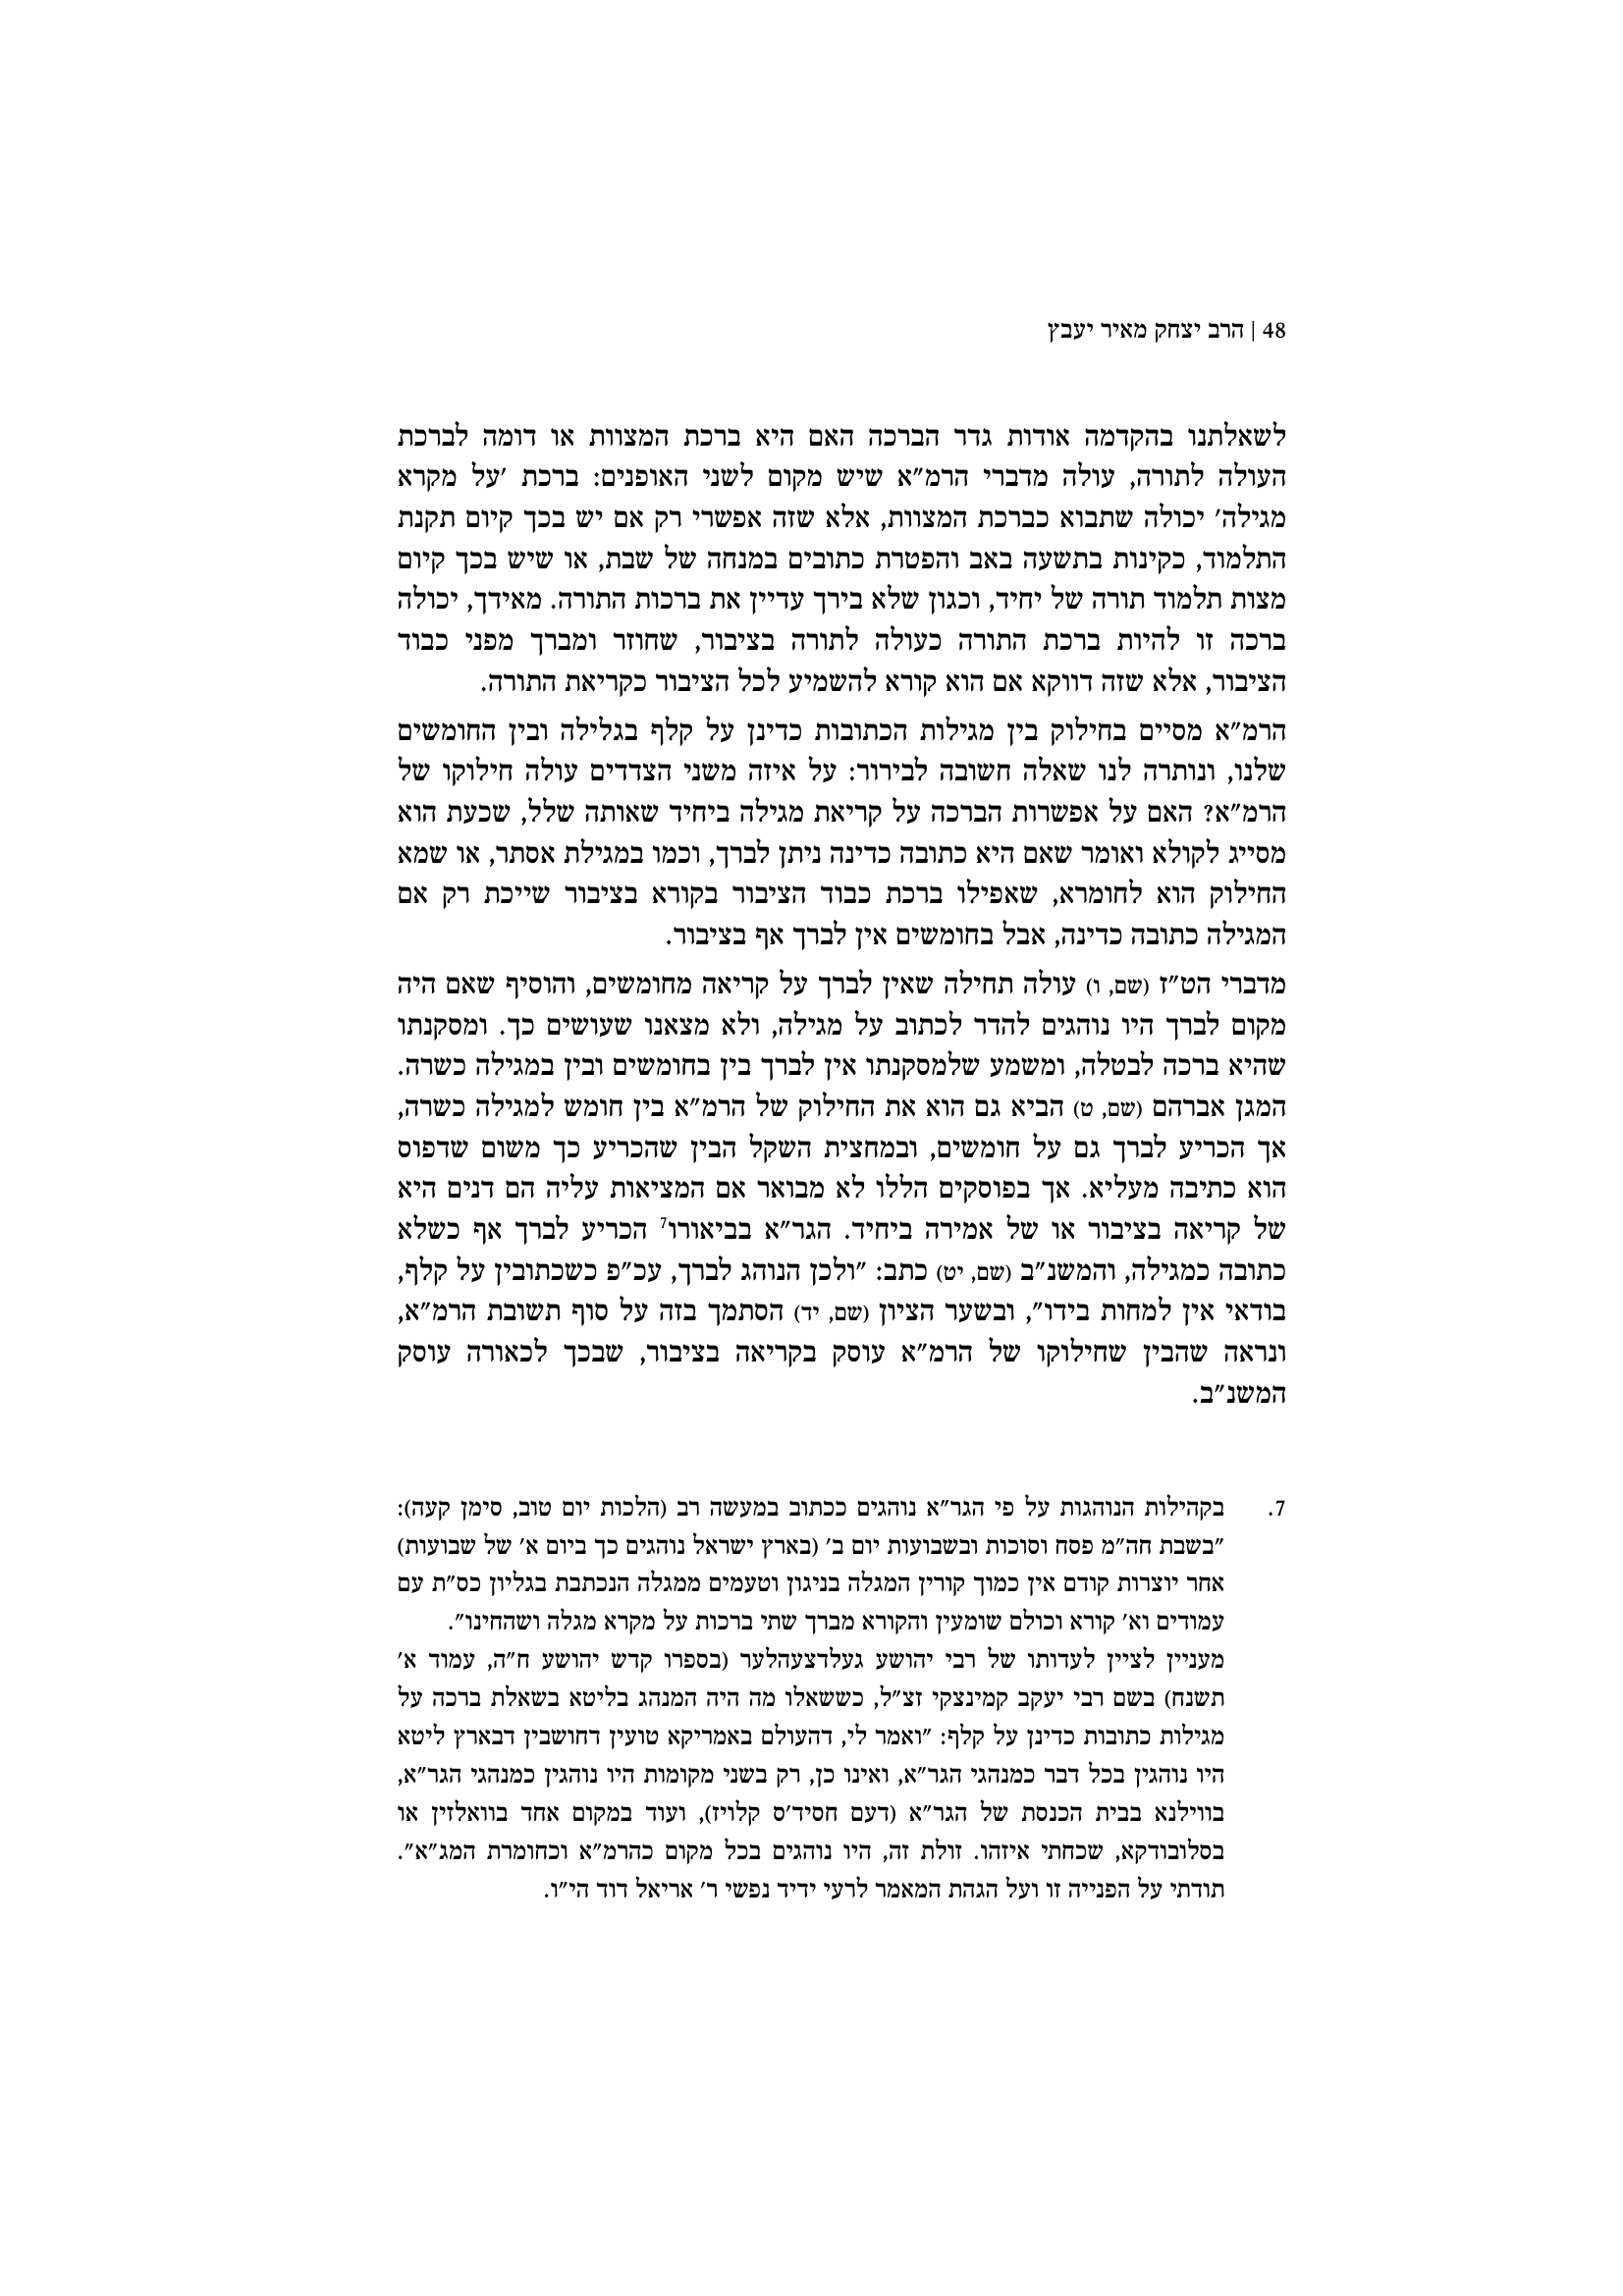 48 | הרב יצחק מאיר יעבץ
לשאלתנו בהקדמה אודות גדר הברכה האם היא ברכת המצוות או דומה לברכת
העולה לתורה, עולה מדברי הרמ"א שיש מקום לשני האופנים: ברכת 'על מקרא
מגילה' יכולה שתבוא כברכת המצוות, אלא שזה אפשרי רק אם יש בכך קיום תקנת
התלמוד, כקינות בתשעה באב והפטרת כתובים במנחה של שבת, או שיש בכך קיום
מצות תלמוד תורה של יחיד, וכגון שלא בירך עדיין את ברכות התורה. מאידך, יכולה
ברכה זו להיות ברכת התורה כעולה לתורה בציבור, שחוזר ומברך מפני כבוד
הציבור, אלא שזה דווקא אם הוא קורא להשמיע לכל הציבור כקריאת התורה.
הרמ"א מסיים בחילוק בין מגילות הכתובות כדינן על קלף בגלילה ובין החומשים
שלנו, ונותרה לנו שאלה חשובה לבירור: על איזה משני הצדדים עולה חילוקו של
הרמ"א? האם על אפשרות הברכה על קריאת מגילה ביחיד שאותה שלל, שכעת הוא
מסייג לקולא ואומר שאם היא כתובה כדינה ניתן לברך, וכמו במגילת אסתר, או שמא
החילוק הוא לחומרא, שאפילו ברכת כבוד הציבור בקורא בציבור שייכת רק אם
המגילה כתובה כדינה, אבל בחומשים אין לברך אף בציבור.
מדברי הט"ז (שם, ו) עולה תחילה שאין לברך על קריאה מחומשים, והוסיף שאם היה
מקום לברך היו נוהגים להדר לכתוב על מגילה, ולא מצאנו שעושים כך. ומסקנתו
שהיא ברכה לבטלה, ומשמע שלמסקנתו אין לברך בין בחומשים ובין במגילה כשרה.
המגן אברהם (שם, ט) הביא גם הוא את החילוק של הרמ"א בין חומש למגילה כשרה,
אך הכריע לברך גם על חומשים, ובמחצית השקל הבין שהכריע כך משום שדפוס
הוא כתיבה מעליא. אך בפוסקים הללו לא מבואר אם המציאות עליה הם דנים היא
של קריאה בציבור או של אמירה ביחיד. הגר"א בביאורו7 הכריע לברך אף כשלא
כתובה כמגילה, והמשנ"ב (שם, יט) כתב: "ולכן הנוהג לברך, עכ"פ כשכתובין על קלף,
בודאי אין למחות בידו", ובשער הציון (שם, יד) הסתמך בזה על סוף תשובת הרמ"א,
ונראה שהבין שחילוקו של הרמ"א עוסק בקריאה בציבור, שבכך לכאורה עוסק
המשנ"ב.
7. בקהילות הנוהגות על פי הגר"א נוהגים ככתוב במעשה רב (הלכות יום טוב, סימן קעה):
"בשבת חה"מ פסח וסוכות ובשבועות יום ב' (בארץ ישראל נוהגים כך ביום א' של שבועות)
אחר יוצרות קודם אין כמוך קורין המגלה בניגון וטעמים ממגלה הנכתבת בגליון כס"ת עם
עמודים וא' קורא וכולם שומעין והקורא מברך שתי ברכות על מקרא מגלה ושהחינו".
מעניין לציין לעדותו של רבי יהושע געלדצעהלער (בספרו קדש יהושע ח"ה, עמוד א'
תשנח) בשם רבי יעקב קמינצקי זצ"ל, כששאלו מה היה המנהג בליטא בשאלת ברכה על
מגילות כתובות כדינן על קלף: "ואמר לי, דהעולם באמריקא טועין דחושבין דבארץ ליטא
היו נוהגין בכל דבר כמנהגי הגר"א, ואינו כן, רק בשני מקומות היו נוהגין כמנהגי הגר"א,
בווילנא בבית הכנסת של הגר"א (דעם חסיד'ס קלויז), ועוד במקום אחד בוואלזין או
בסלובודקא, שכחתי איזהו. זולת זה, היו נוהגים בכל מקום כהרמ"א וכחומרת המג"א".
תודתי על הפנייה זו ועל הגהת המאמר לרעי ידיד נפשי ר' אריאל דוד הי"ו.